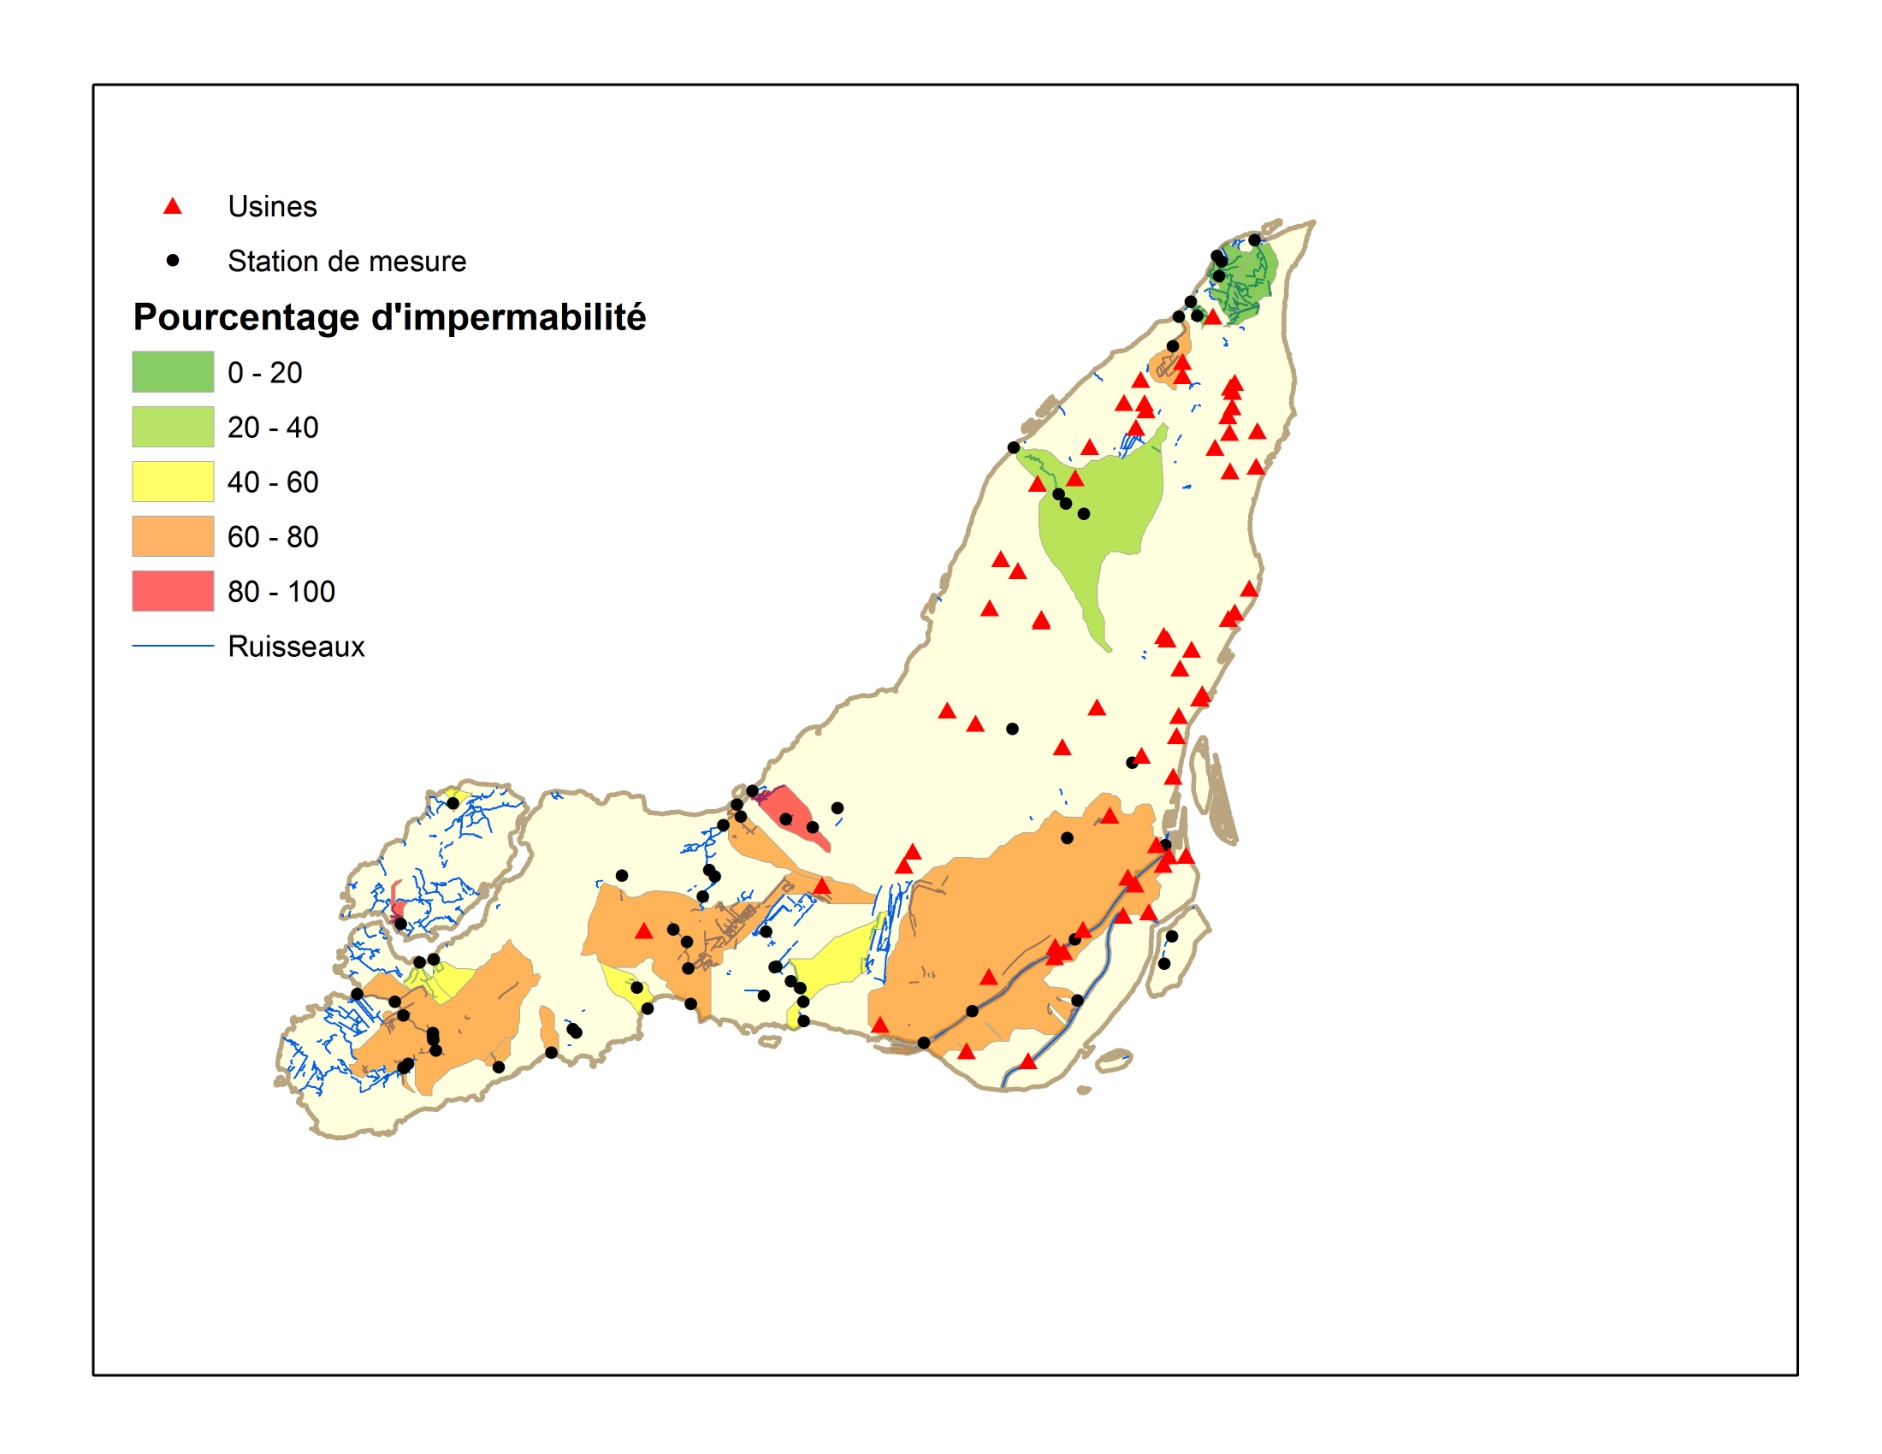 Usines
Station de mesure
Pourcentage d'impermabilité
0 - 20
20 - 40
40 - 60
60 - 80
80 - 100
Ruisseaux